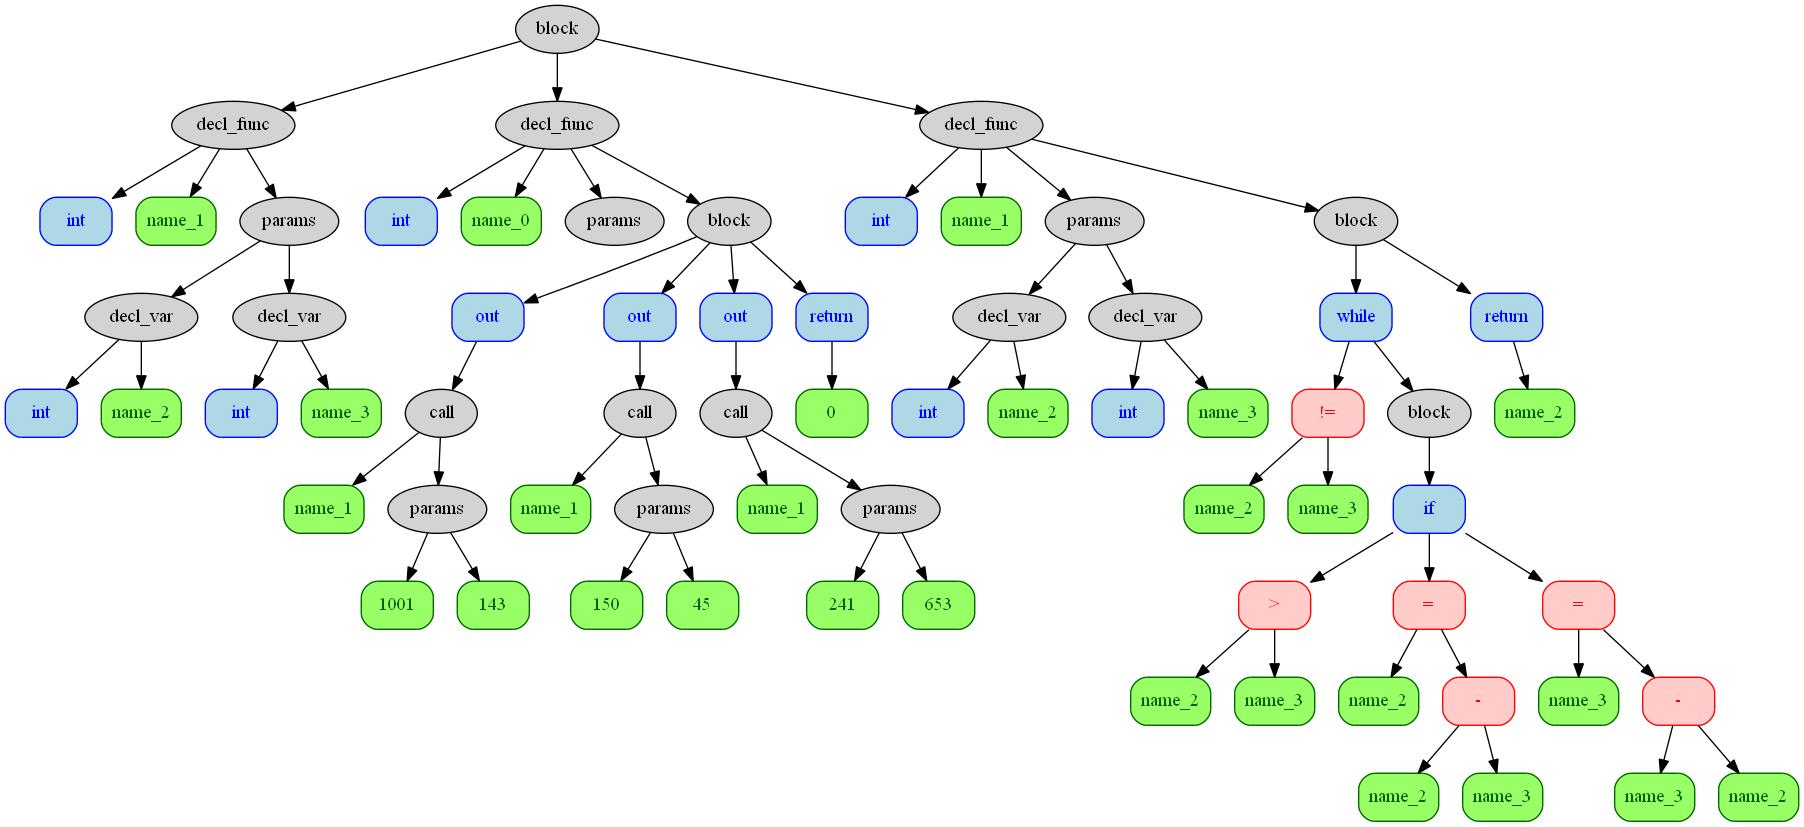 block
decl_func decl_func decl_func
int name_1 params int name_0 params block int name_1 params block
decl_var decl_var out out out return decl_var decl_var while return
int name_2 int name_3 call call call 0 int name_2 int name_3 != block name_2
name_1 params name_1 params name_1 params name_2 name_3 if
1001 143 150 45 241 653 > = =
name_2 name_3 name_2 - name_3 -
name_2 name_3 name_3 name_2